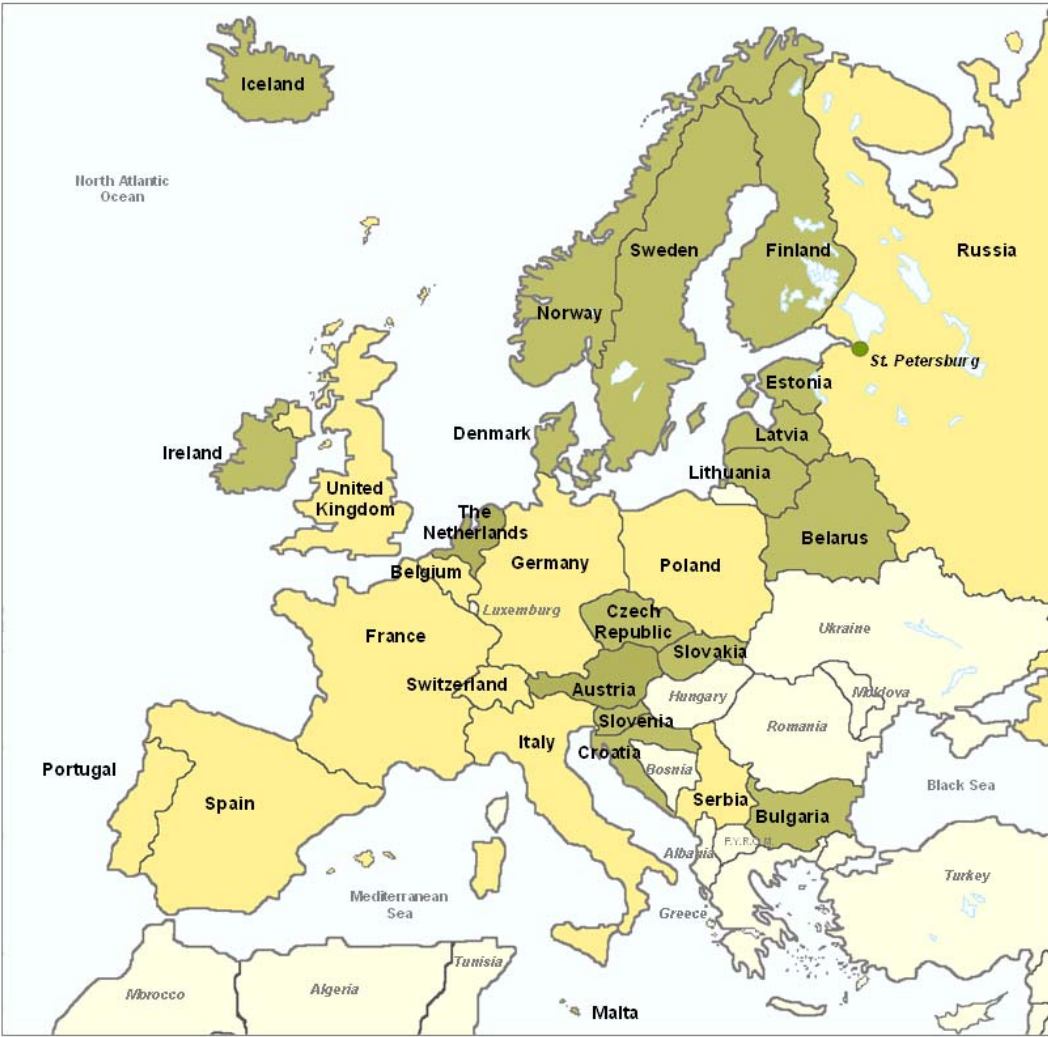 Iceland
North Atlantic
Ocean
Sweden
Finland
Russia
Norway
St. Petersburg
Estonia
Denmark
Latvia
Ireland
Lithuania
United
Kingdom
The
Netherlands
Belarus
Belgium
Germany
Poland
Luxemburg
Czech
Republic
Ukraine
France
Slovakia
Switzerland
Austria
Hungary
Moldova
Slovenia
Romania
Italy
Croatia
Portugal
Bosnia
Spain
Serbia
Black Sea
Bulgaria
F.Y.R.O.M.
Albania
Turkey
Mediterranean
Sea
Greece
Tunisia
Morocco
Algeria
Malta